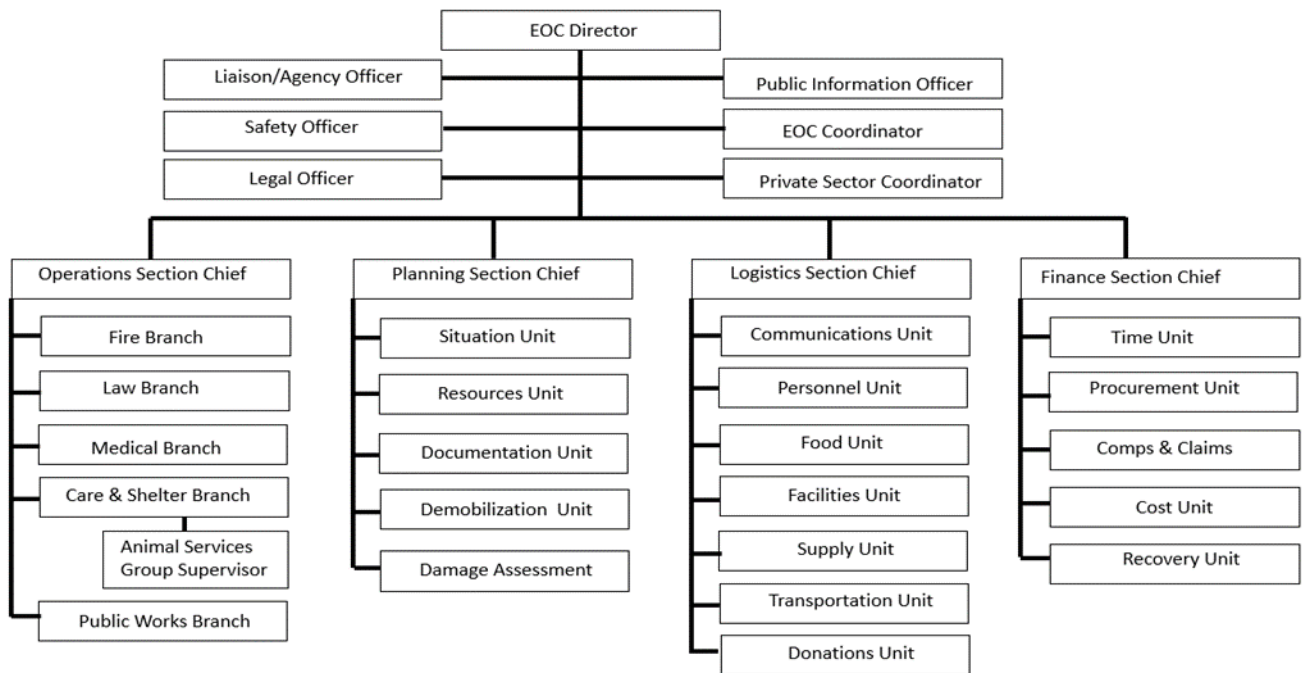 EOC Director
Liaison/Agency Officer
Public Information Officer
Safety Officer
EOC Coordinator
Legal Officer
Private Sector Coordinator
Operations Section Chief
Fire Branch
Law Branch
Medical Branch
Care & Shelter Branch
Animal Services
Group Supervisor
Public Works Branch
Planning Section Chief
Situation Unit
Resources Unit
Documentation Unit
Demobilization Unit
Damage Assessment
Logistics Section Chief
Communications Unit
Personnel Unit
Food Unit
Facilities Unit
Supply Unit
Transportation Unit
Donations Unit
Finance Section Chief
Time Unit
Procurement Unit
Comps & Claims
Cost Unit
Recovery Unit